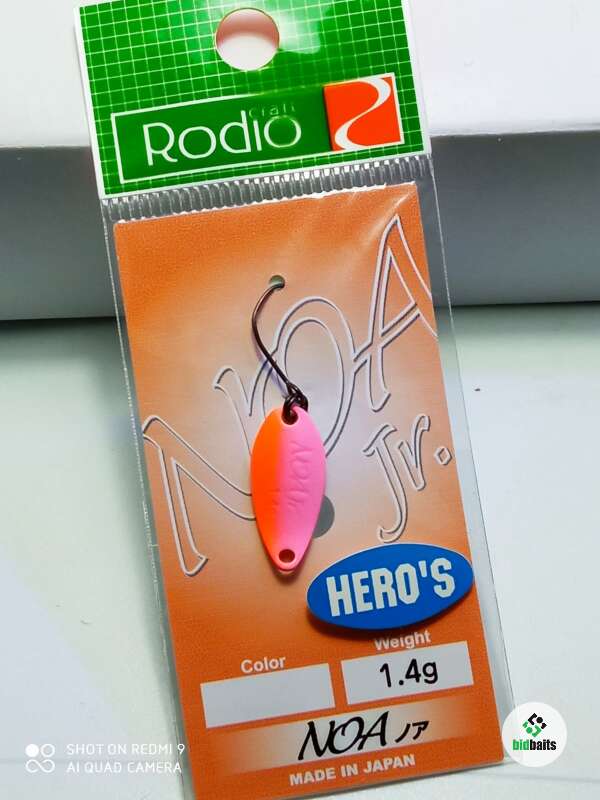 Craft
Rodio
NOA
Jr.
NOA
HERO'S
Color
Weight
1.4g
NOA ノア
MADE IN JAPAN
SHOT ON REDMI 9
AI QUAD CAMERA
bidbaits